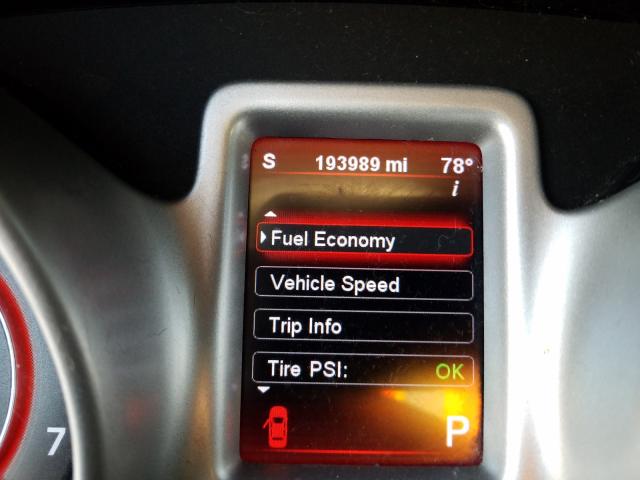 S 193989 mi 78°
i
Fuel Economy
Vehicle Speed
Trip Info
Tire PSI: OK
P
7